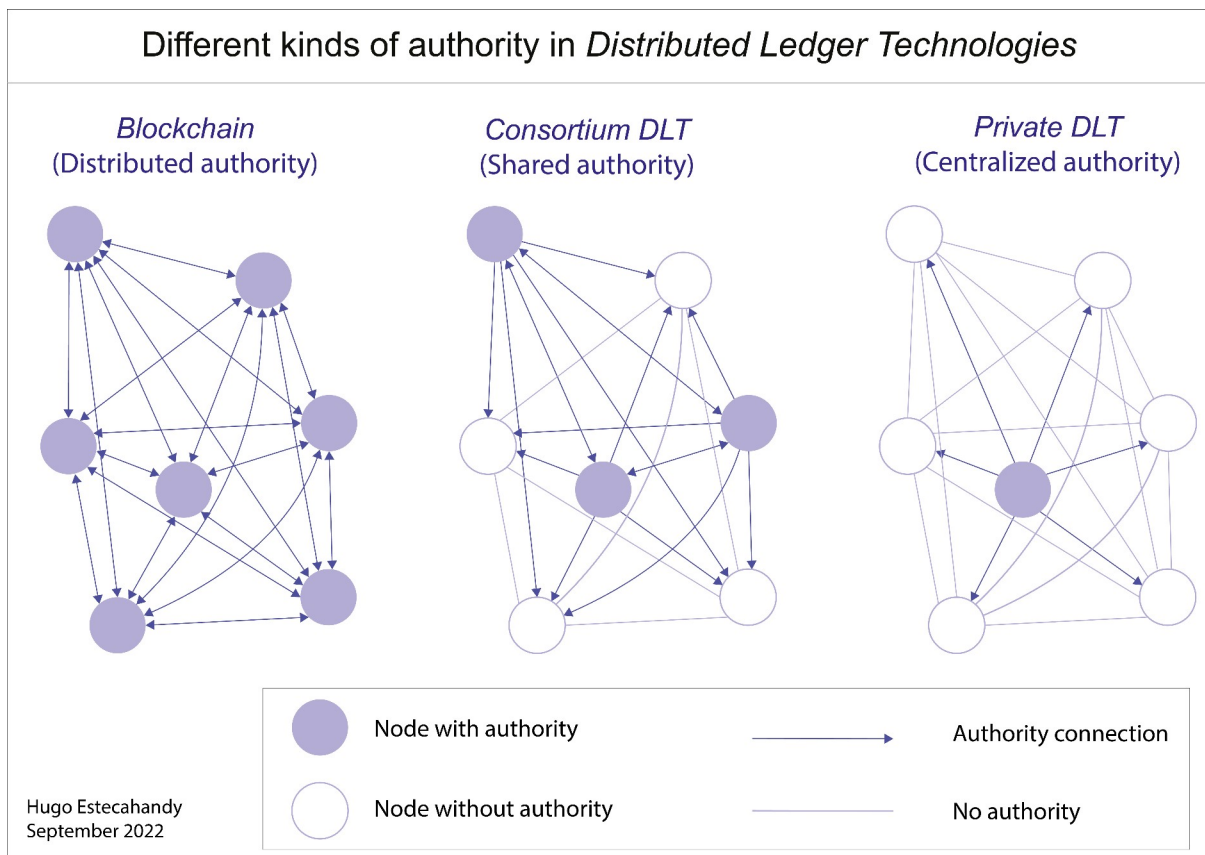 Different kinds of authority in Distributed Ledger Technologies
Blockchain
(Distributed authority)
Consortium DLT
(Shared authority)
Private DLT
(Centralized authority)
Node with authority
Authority connection
Node without authority
No authority
Hugo Estecahandy
September 2022